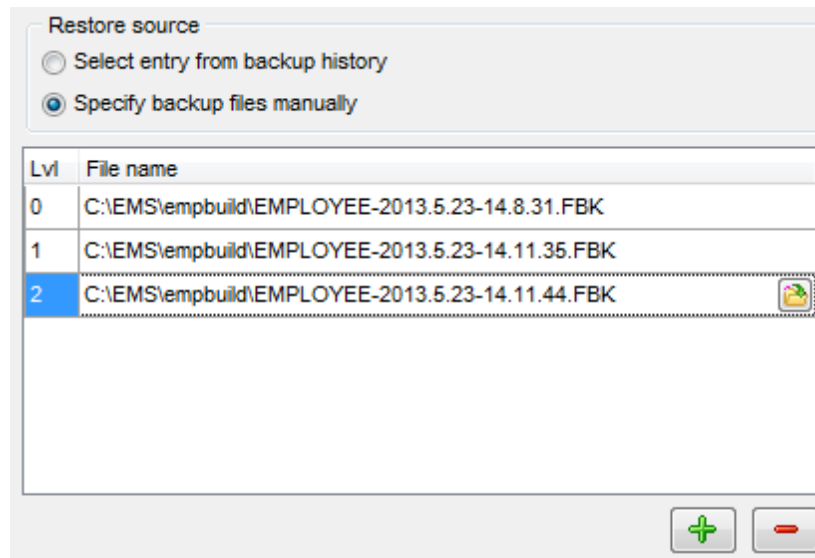 Restore source
Select entry from backup history
Specify backup files manually
Lvl File name
0 C:\EMS\empbuild\EMPLOYEE-2013.5.23-14.8.31.FBK
1 C:\EMS\empbuild\EMPLOYEE-2013.5.23-14.11.35.FBK
2 C:\EMS\empbuild\EMPLOYEE-2013.5.23-14.11.44.FBK